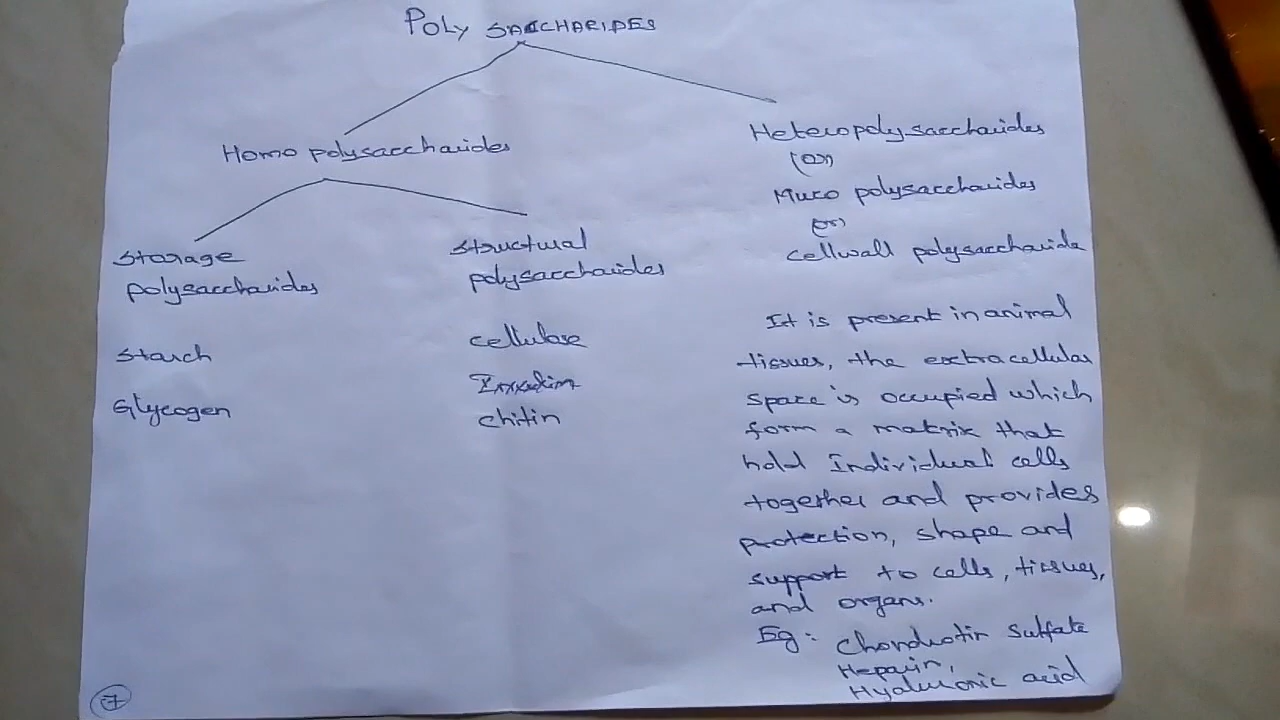 Poly SACCHARIDES
Homo polysaccharides
Storage
polysaccharides
Starch
Glycogen
Structural
polysaccharides
cellulose
chitin
Heteropolysaccharides
(or)
Muco polysaccharides
(or)
cellwall polysaccharide
It is present in animal
tissues, the extracellular
space is occupied which
form a matrix that
hold Individual cells
together and provides
protection, shape and
support to cells, tissues,
and organs.
Eg: Chondrotin Sulfate
Heparin,
Hyaluronic acid
7